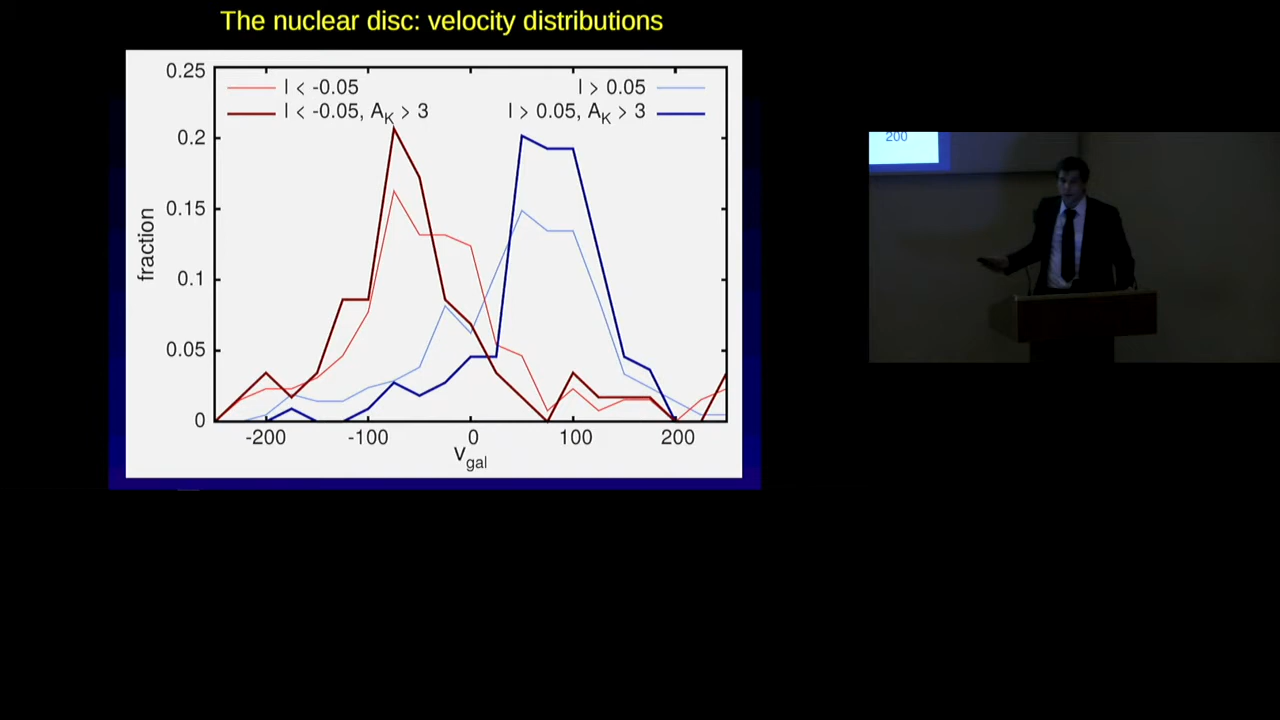 The nuclear disc: velocity distributions
0.25
l < -0.05
l > 0.05
l < -0.05, A_K > 3
l > 0.05, A_K > 3
0.2
0.15
0.1
0.05
0
fraction
-200 -100 0 100 200
v_gal
200